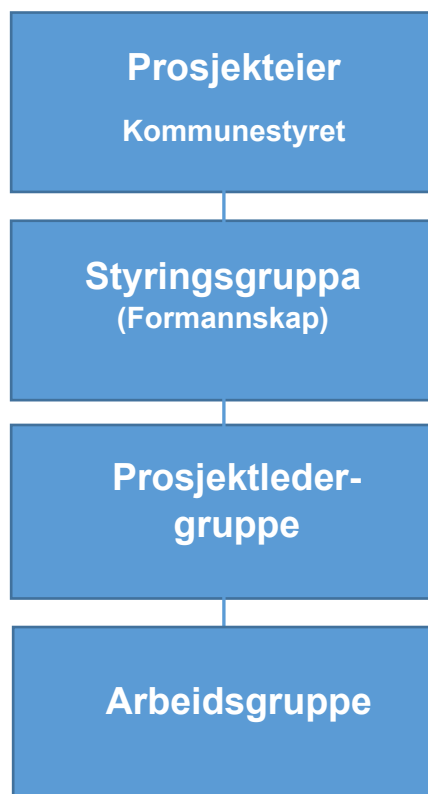 Prosjekteier
Kommunestyret
Styringsgruppa
(Formannskap)
Prosjektleder-
gruppe
Arbeidsgruppe